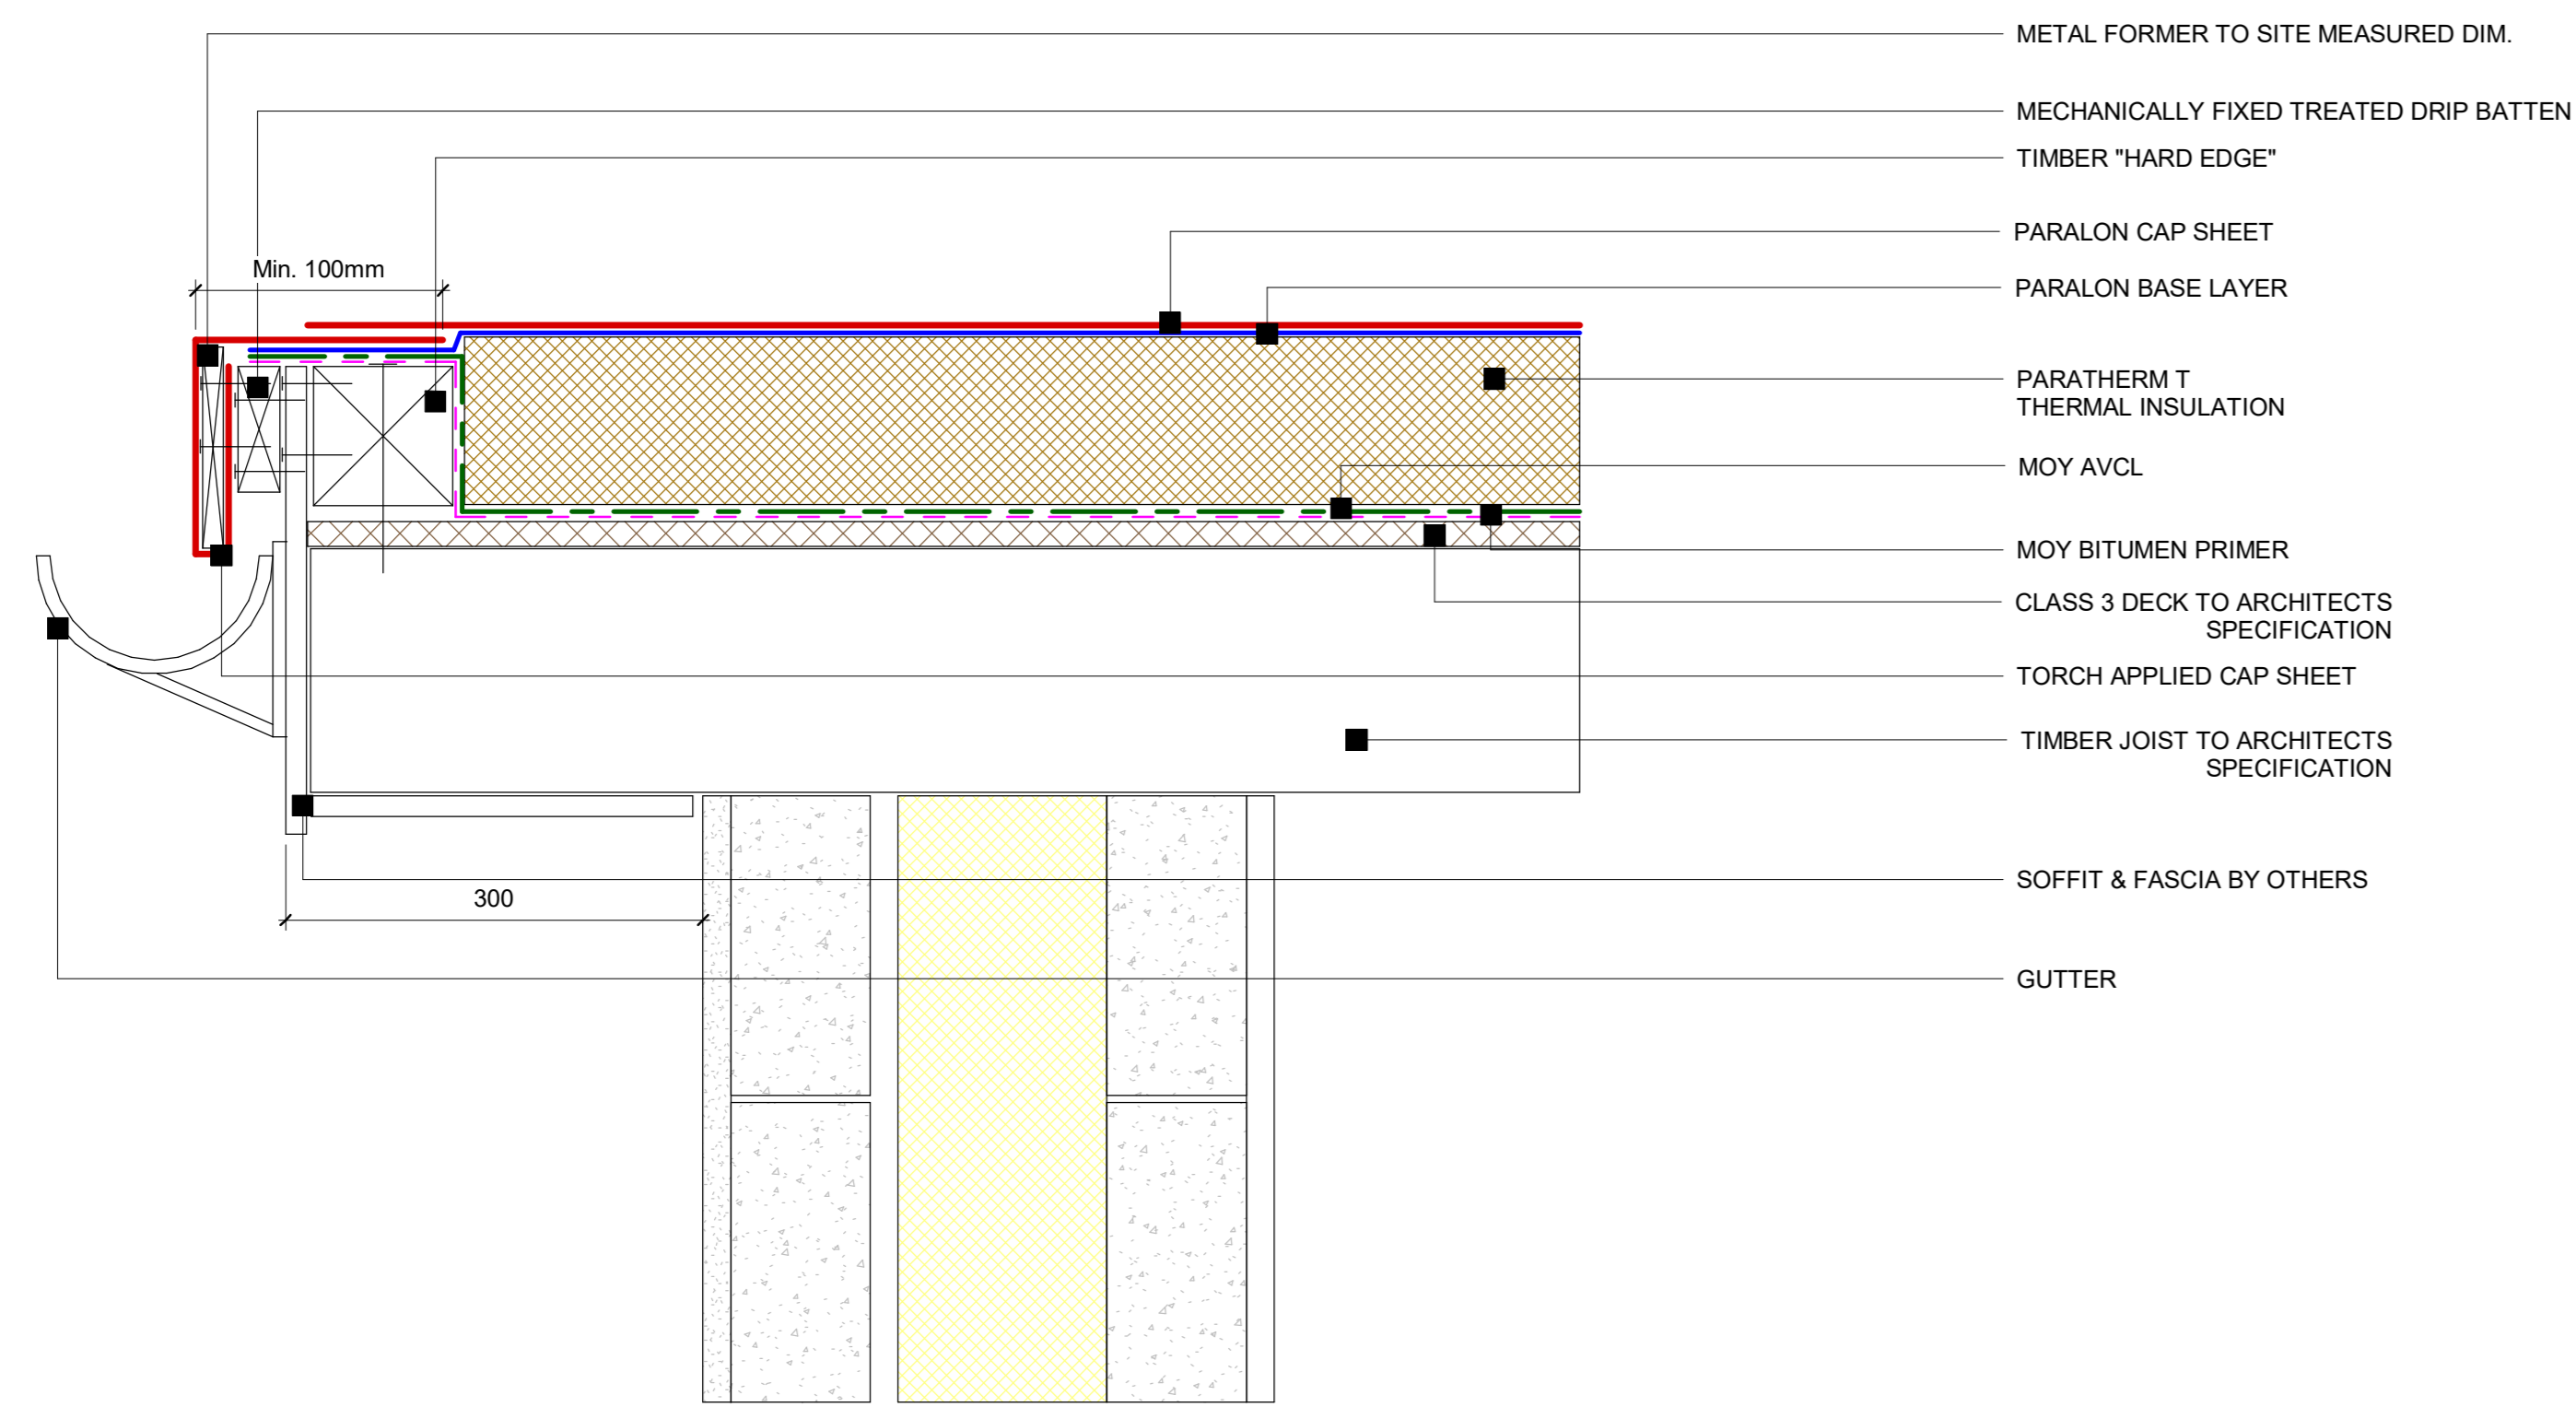 METAL FORMER TO SITE MEASURED DIM.
MECHANICALLY FIXED TREATED DRIP BATTEN
TIMBER "HARD EDGE"
PARALON CAP SHEET
Min. 100mm
PARALON BASE LAYER
PARATHERM T
THERMAL INSULATION
MOY AVCL
MOY BITUMEN PRIMER
CLASS 3 DECK TO ARCHITECTS
SPECIFICATION
TORCH APPLIED CAP SHEET
TIMBER JOIST TO ARCHITECTS
SPECIFICATION
SOFFIT & FASCIA BY OTHERS
300
GUTTER